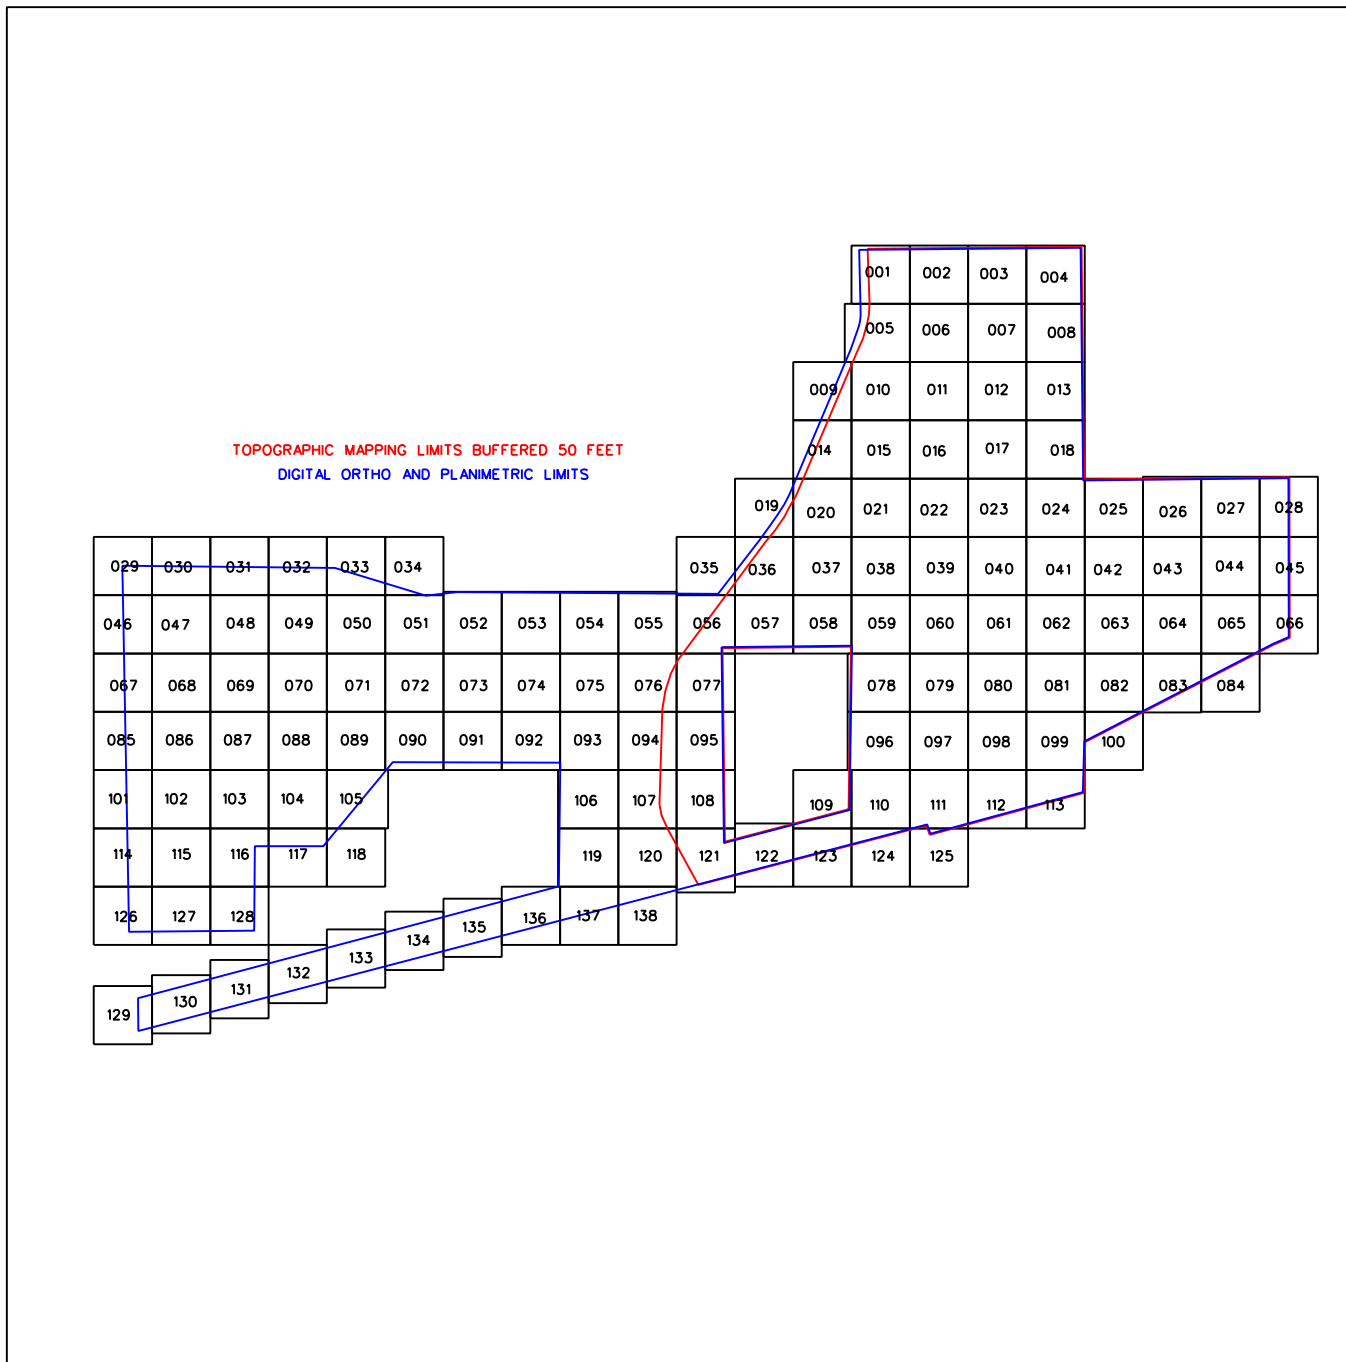 001 002 003 004
005 006 007 008
009 010 011 012 013
TOPOGRAPHIC MAPPING LIMITS BUFFERED 50 FEET
DIGITAL ORTHO AND PLANIMETRIC LIMITS
014 015 016 017 018
019 020 021 022 023 024 025 026 027 028
029 030 031 032 033 034 035 036 037 038 039 040 041 042 043 044 045
046 047 048 049 050 051 052 053 054 055 056 057 058 059 060 061 062 063 064 065 066
067 068 069 070 071 072 073 074 075 076 077 078 079 080 081 082 083 084
085 086 087 088 089 090 091 092 093 094 095 096 097 098 099 100
101 102 103 104 105 106 107 108 109 110 111 112 113
114 115 116 117 118 119 120 121 122 123 124 125
126 127 128 136 137 138
129 130 131 132 133 134 135